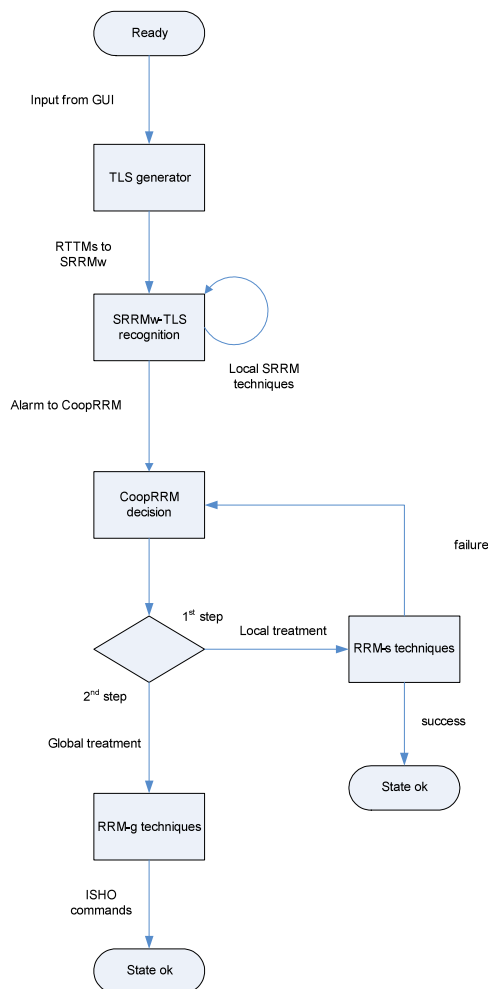 Ready
Input from GUI
TLS generator
RTTMs to
SRRMw
SRRMw-TLS
recognition
Local SRRM
techniques
Alarm to CoopRRM
CoopRRM
decision
failure
1st step
Local treatment
RRM-s techniques
2nd step
success
Global treatment
State ok
RRM-g techniques
ISHO
commands
State ok